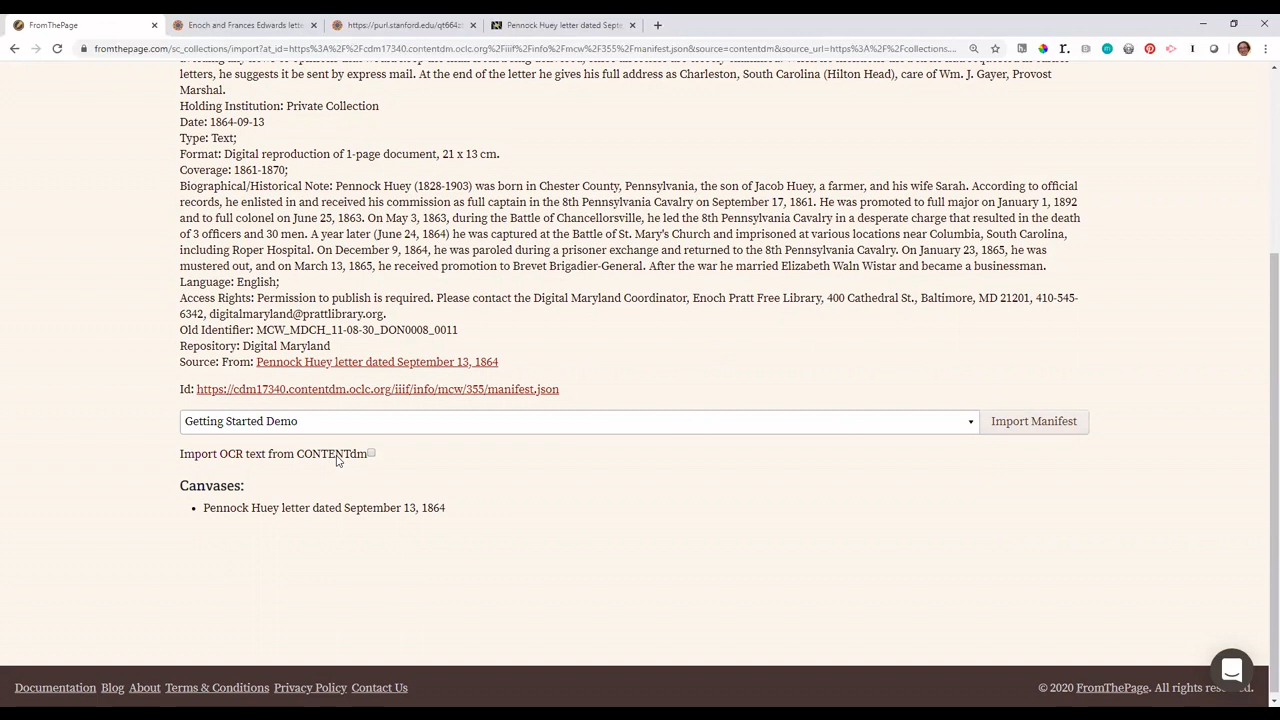 FromThePage
Enoch and Frances Edwards lette
https://purl.stanford.edu/qt664
Pennock Huey letter dated Septe
fromthepage.com/sc_collections/import?at_id=https%3A%2F%2Fcdm17340.contentdm.oclc.org%2Fiiif%2Finfo%2Fmcw%2F355%2Fmanifest.json&source=contentdm&source_url=https%3A%2F%2Fcollections....
letters, he suggests it be sent by express mail. At the end of the letter he gives his full address as Charleston, South Carolina (Hilton Head), care of Wm. J. Gayer, Provost
Marshal.
Holding Institution: Private Collection
Date: 1864-09-13
Type: Text;
Format: Digital reproduction of 1-page document, 21 x 13 cm.
Coverage: 1861-1870;
Biographical/Historical Note: Pennock Huey (1828-1903) was born in Chester County, Pennsylvania, the son of Jacob Huey, a farmer, and his wife Sarah. According to official
records, he enlisted in and received his commission as full captain in the 8th Pennsylvania Cavalry on September 17, 1861. He was promoted to full major on January 1, 1892
and to full colonel on June 25, 1863. On May 3, 1863, during the Battle of Chancellorsville, he led the 8th Pennsylvania Cavalry in a desperate charge that resulted in the death
of 3 officers and 30 men. A year later (June 24, 1864) he was captured at the Battle of St. Mary's Church and imprisoned at various locations near Columbia, South Carolina,
including Roper Hospital. On December 9, 1864, he was paroled during a prisoner exchange and returned to the 8th Pennsylvania Cavalry. On January 23, 1865, he was
mustered out, and on March 13, 1865, he received promotion to Brevet Brigadier-General. After the war he married Elizabeth Waln Wistar and became a businessman.
Language: English;
Access Rights: Permission to publish is required. Please contact the Digital Maryland Coordinator, Enoch Pratt Free Library, 400 Cathedral St., Baltimore, MD 21201, 410-545-
6342, digitalmaryland@prattlibrary.org.
Old Identifier: MCW_MDCH_11-08-30_DON0008_0011
Repository: Digital Maryland
Source: From: Pennock Huey letter dated September 13, 1864
Id: https://cdm17340.contentdm.oclc.org/iiif/info/mcw/355/manifest.json
Getting Started Demo
Import Manifest
Import OCR text from CONTENTdm
Canvases:
• Pennock Huey letter dated September 13, 1864
Documentation Blog About Terms & Conditions Privacy Policy Contact Us
© 2020 FromThePage. All rights reserved.